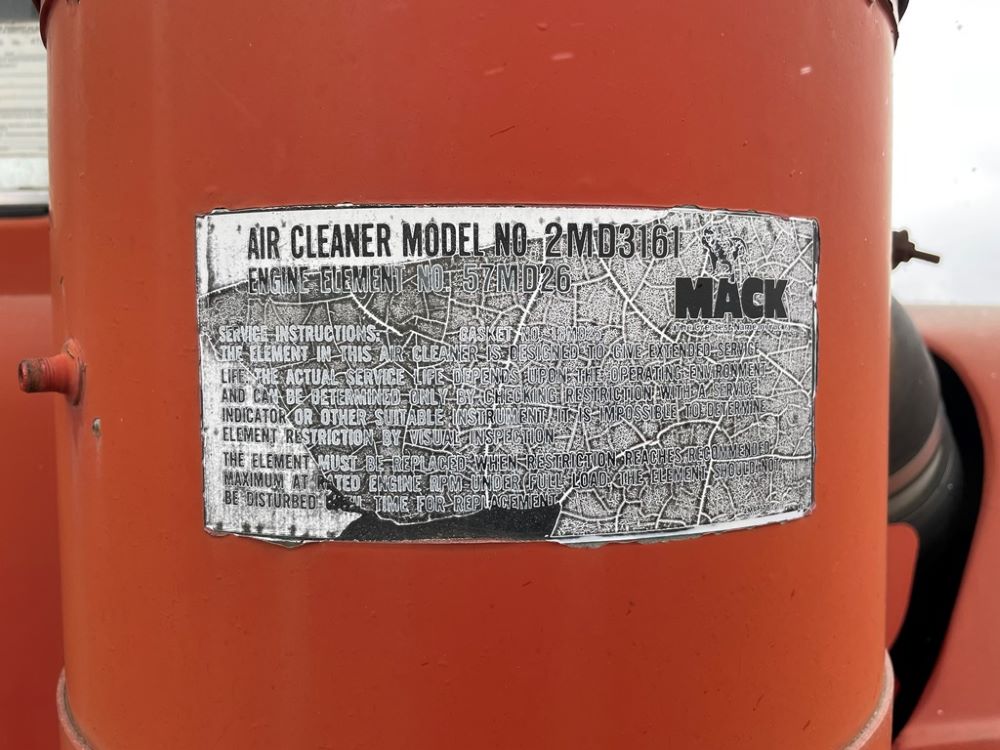 AIR CLEANER MODEL NO. 2MD3161
ENGINE ELEMENT NO. 57MD26
MACK
SERVICE INSTRUCTIONS: GASKET NO.
THE ELEMENT IN THIS AIR CLEANER IS DESIGNED TO GIVE EXTENDED SERVICE
LIFE THE ACTUAL SERVICE LIFE DEPENDS UPON THE OPERATING ENVIRONMENT
AND CAN BE DETERMINED ONLY BY CHECKING RESTRICTION WITH A SERVICE
INDICATOR OR OTHER SUITABLE INSTRUMENT. IT IS IMPOSSIBLE TO DETERMIN
ELEMENT RESTRICTION BY VISUAL INSPECTION
THE ELEMENT MUST BE REPLACED WHEN RESTRICTION REACHES RECOMMENDED
MAXIMUM AT RATED ENGINE RPM UNDER FULL LOAD. THE ELEMENT SHOULD NOT
BE DISTURBED TIME FOR REPLACEMENT